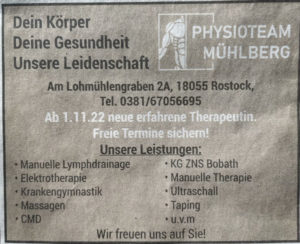 Dein Körper
Deine Gesundheit
Unsere Leidenschaft
PHYSIOTEAM
MÜHLBERG
Am Lohmühlengraben 2A, 18055 Rostock,
Tel. 0381/67056695
Ab 1.11.22 neue erfahrene Therapeutin.
Freie Termine sichern!
Unsere Leistungen:
• Manuelle Lymphdrainage
• Elektrotherapie
• Krankengymnastik
• Massagen
• CMD
• KG ZNS Bobath
• Manuelle Therapie
• Ultraschall
• Taping
• u.v.m
Wir freuen uns auf Sie!